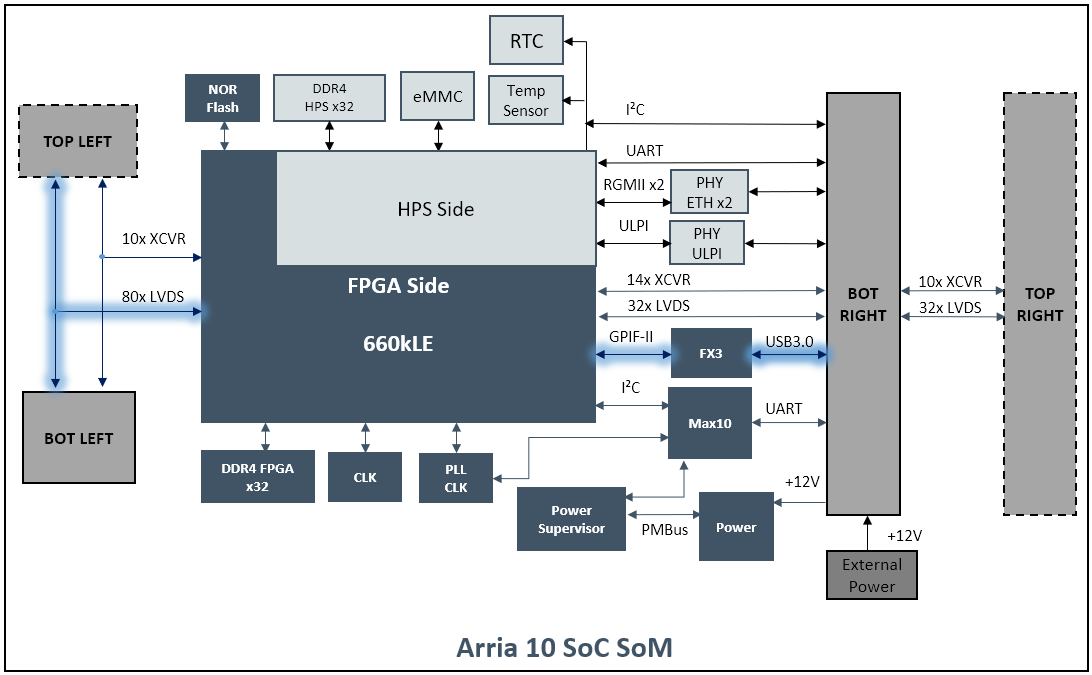 RTC
NOR
Flash
DDR4
HPS x32
eMMC
Temp
Sensor
I²C
TOP LEFT
UART
RGMII x2
PHY
ETH x2
HPS Side
ULPI
PHY
ULPI
10x XCVR
80x LVDS
FPGA Side
660kLE
14x XCVR
32x LVDS
BOT
RIGHT
10x XCVR
32x LVDS
TOP
RIGHT
GPIF-II
FX3
USB3.0
I²C
Max10
UART
BOT LEFT
DDR4 FPGA
x32
CLK
PLL
CLK
Power
Supervisor
PMBus
Power
+12V
+12V
External
Power
Arria 10 SoC SoM